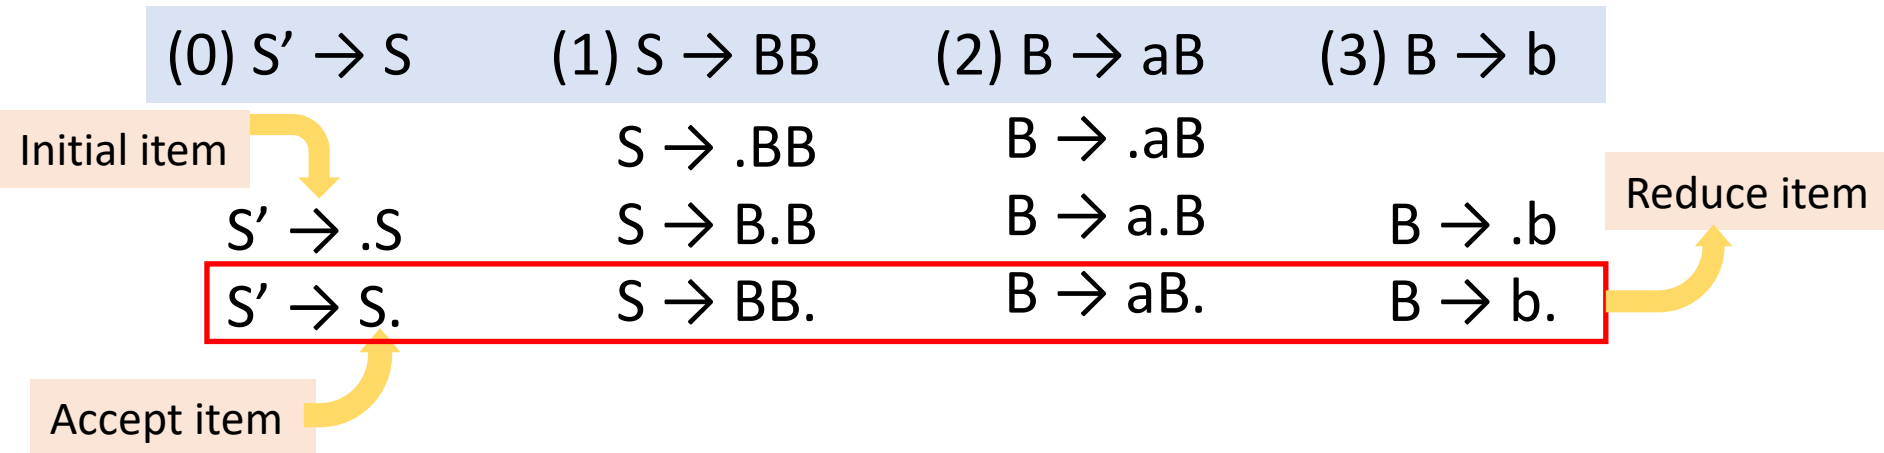 (0) S’ → S (1) S → BB (2) B → aB (3) B → b
Initial item
S → .BB B → .aB
Reduce item
S’ → .S S → B.B B → a.B B → .b
S’ → S. S → BB. B → aB. B → b.
Accept item